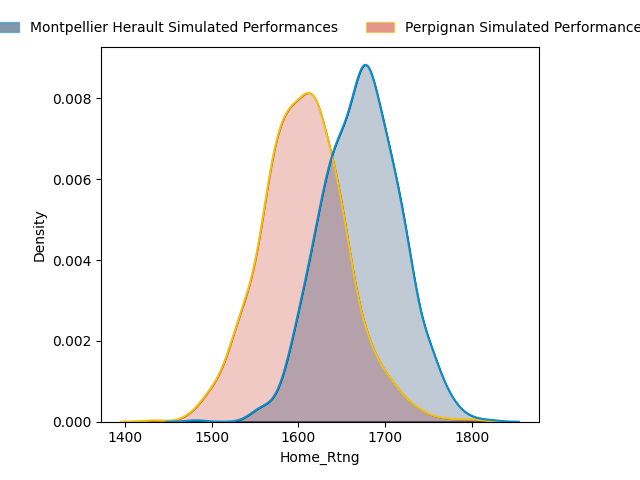 Montpellier Herault Simulated Performances Perpignan Simulated Performance
0.008
0.006
0.004
0.002
0.000
Density
1400 1500 1600 1700 1800
Home_Rtng